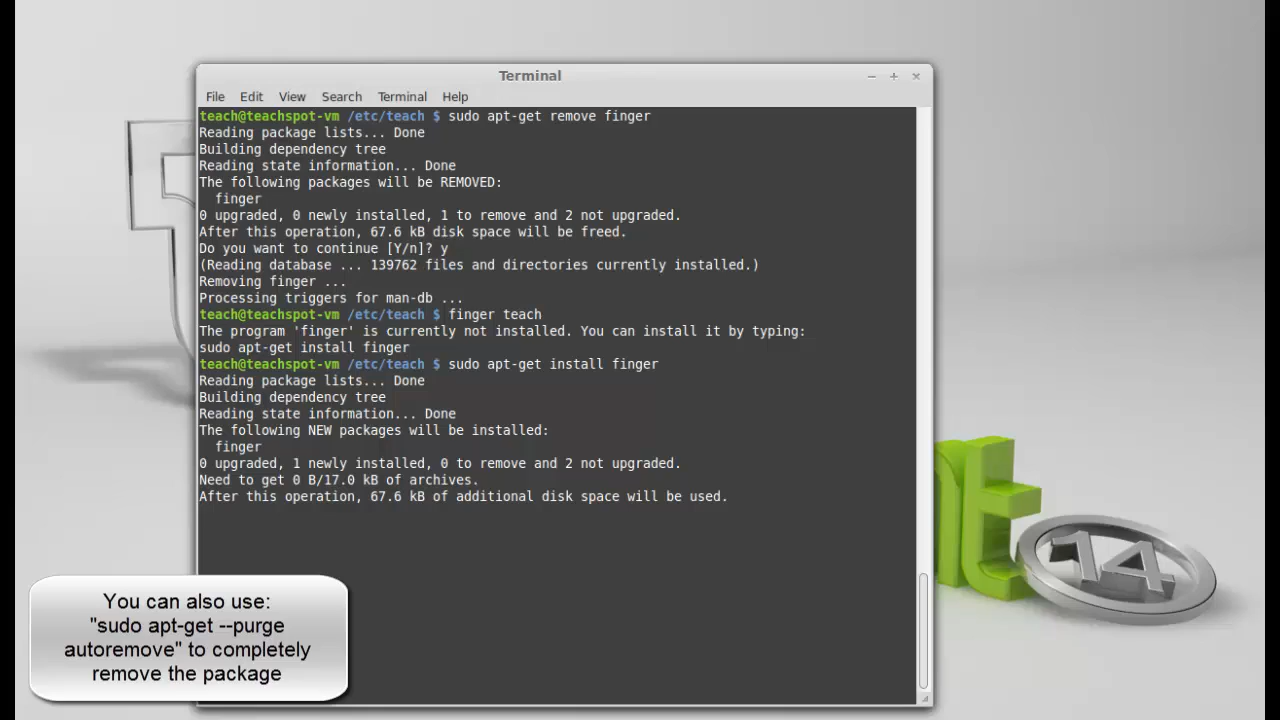 Terminal
File Edit View Search Terminal Help
teach@teachspot-vm /etc/teach $ sudo apt-get remove finger
Reading package lists... Done
Building dependency tree
Reading state information... Done
The following packages will be REMOVED:
  finger
0 upgraded, 0 newly installed, 1 to remove and 2 not upgraded.
After this operation, 67.6 kB disk space will be freed.
Do you want to continue [Y/n]? y
(Reading database ... 139762 files and directories currently installed.)
Removing finger ...
Processing triggers for man-db ...
teach@teachspot-vm /etc/teach $ finger teach
The program 'finger' is currently not installed. You can install it by typing:
sudo apt-get install finger
teach@teachspot-vm /etc/teach $ sudo apt-get install finger
Reading package lists... Done
Building dependency tree
Reading state information... Done
The following NEW packages will be installed:
  finger
0 upgraded, 1 newly installed, 0 to remove and 2 not upgraded.
Need to get 0 B/17.0 kB of archives.
After this operation, 67.6 kB of additional disk space will be used.
14
You can also use:
"sudo apt-get --purge
autoremove" to completely
remove the package